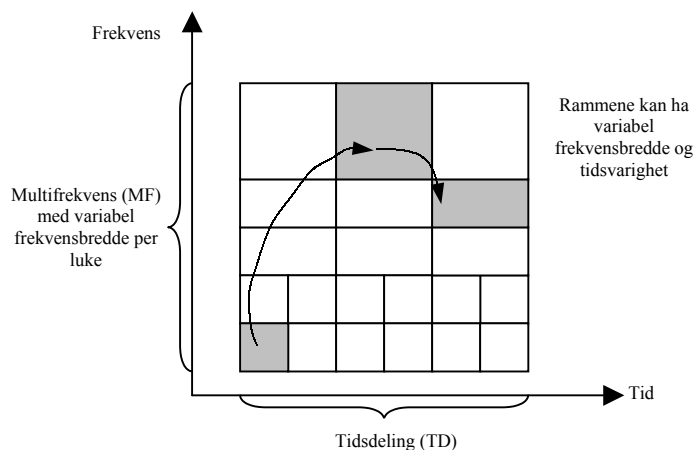 Frekvens
Rammene kan ha
variabel
frekvensbredde og
tidsvarighet
Multifrekvens (MF)
med variabel
frekvensbredde per
luke
Tid
Tidsdeling (TD)